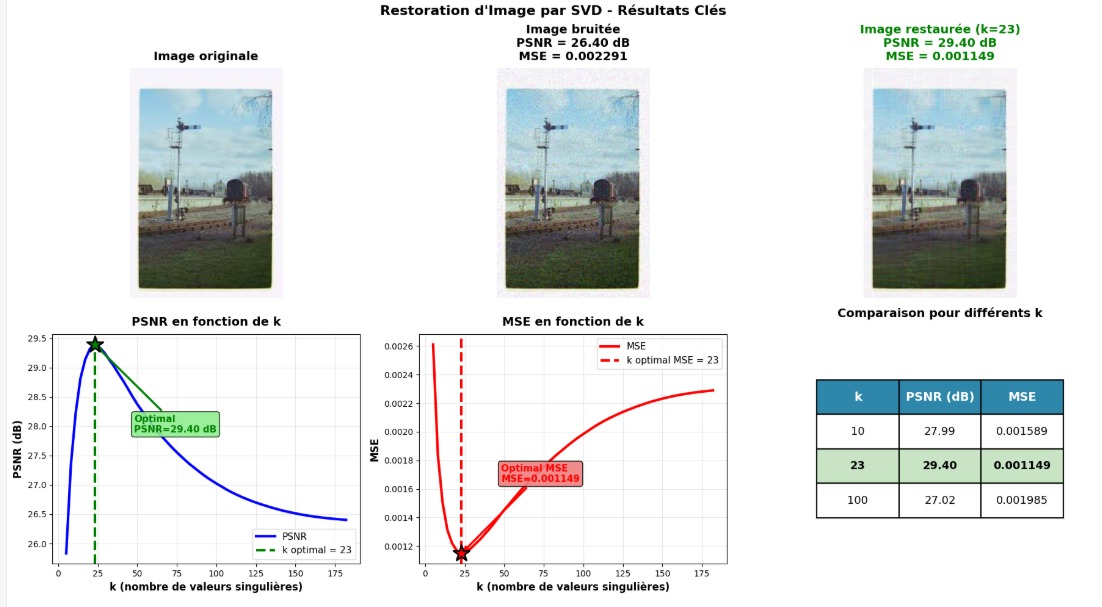 Restoration d'Image par SVD - Résultats Clés
Image originale
Image bruitée
PSNR = 26.40 dB
MSE = 0.002291
Image restaurée (k=23)
PSNR = 29.40 dB
MSE = 0.001149
PSNR en fonction de k
PSNR (dB)
29.5
29.0
28.5
28.0
27.5
27.0
26.5
26.0
Optimal
PSNR=29.40 dB
PSNR
k optimal = 23
0 25 50 75 100 125 150 175
k (nombre de valeurs singulières)
MSE en fonction de k
MSE
0.0026
0.0024
0.0022
0.0020
0.0018
0.0016
0.0014
0.0012
MSE
k optimal MSE = 23
Optimal MSE
MSE=0.001149
0 25 50 75 100 125 150 175
k (nombre de valeurs singulières)
Comparaison pour différents k
k PSNR (dB) MSE
10 27.99 0.001589
23 29.40 0.001149
100 27.02 0.001985